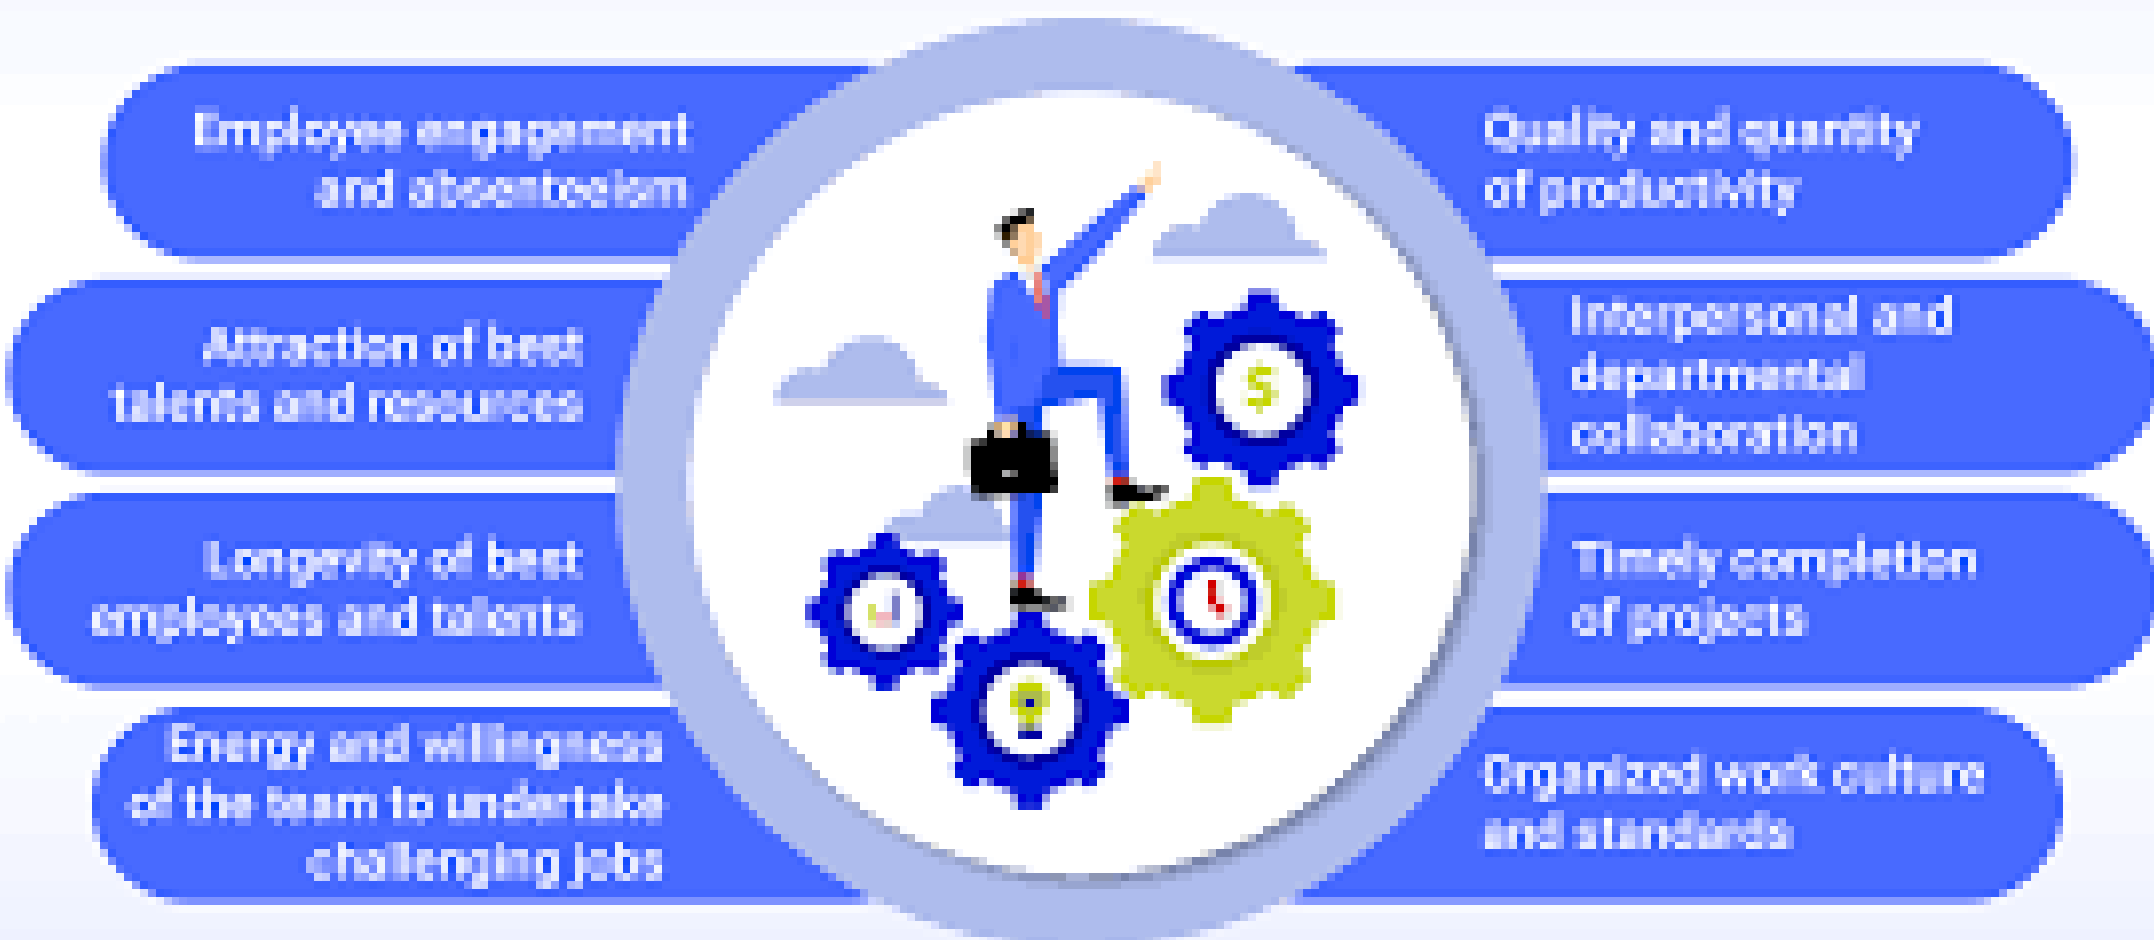 Employee engagement
and absenteeism
Attraction of best
talents and resources
Longevity of best
employees and talents
Energy and willingness
of the team to undertake
challenging jobs
Quality and quantity
of productivity
Interpersonal and
departmental
collaboration
Timely completion
of projects
Organized work culture
and standards
$